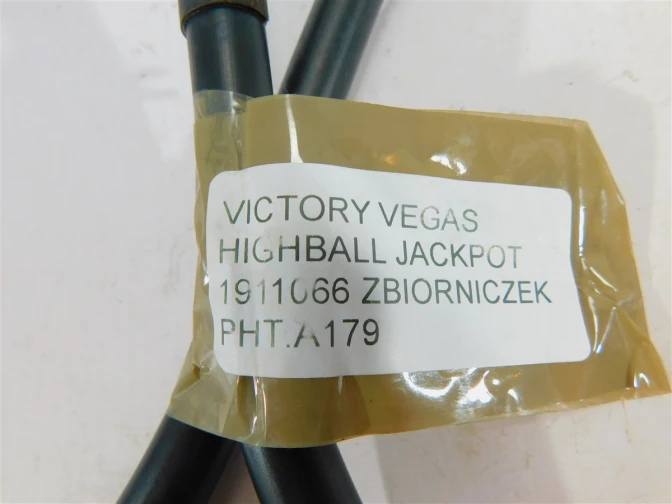 VICTORY VEGAS
HIGHBALL JACKPOT
1911066 ZBIORNICZEK
PHT.A179